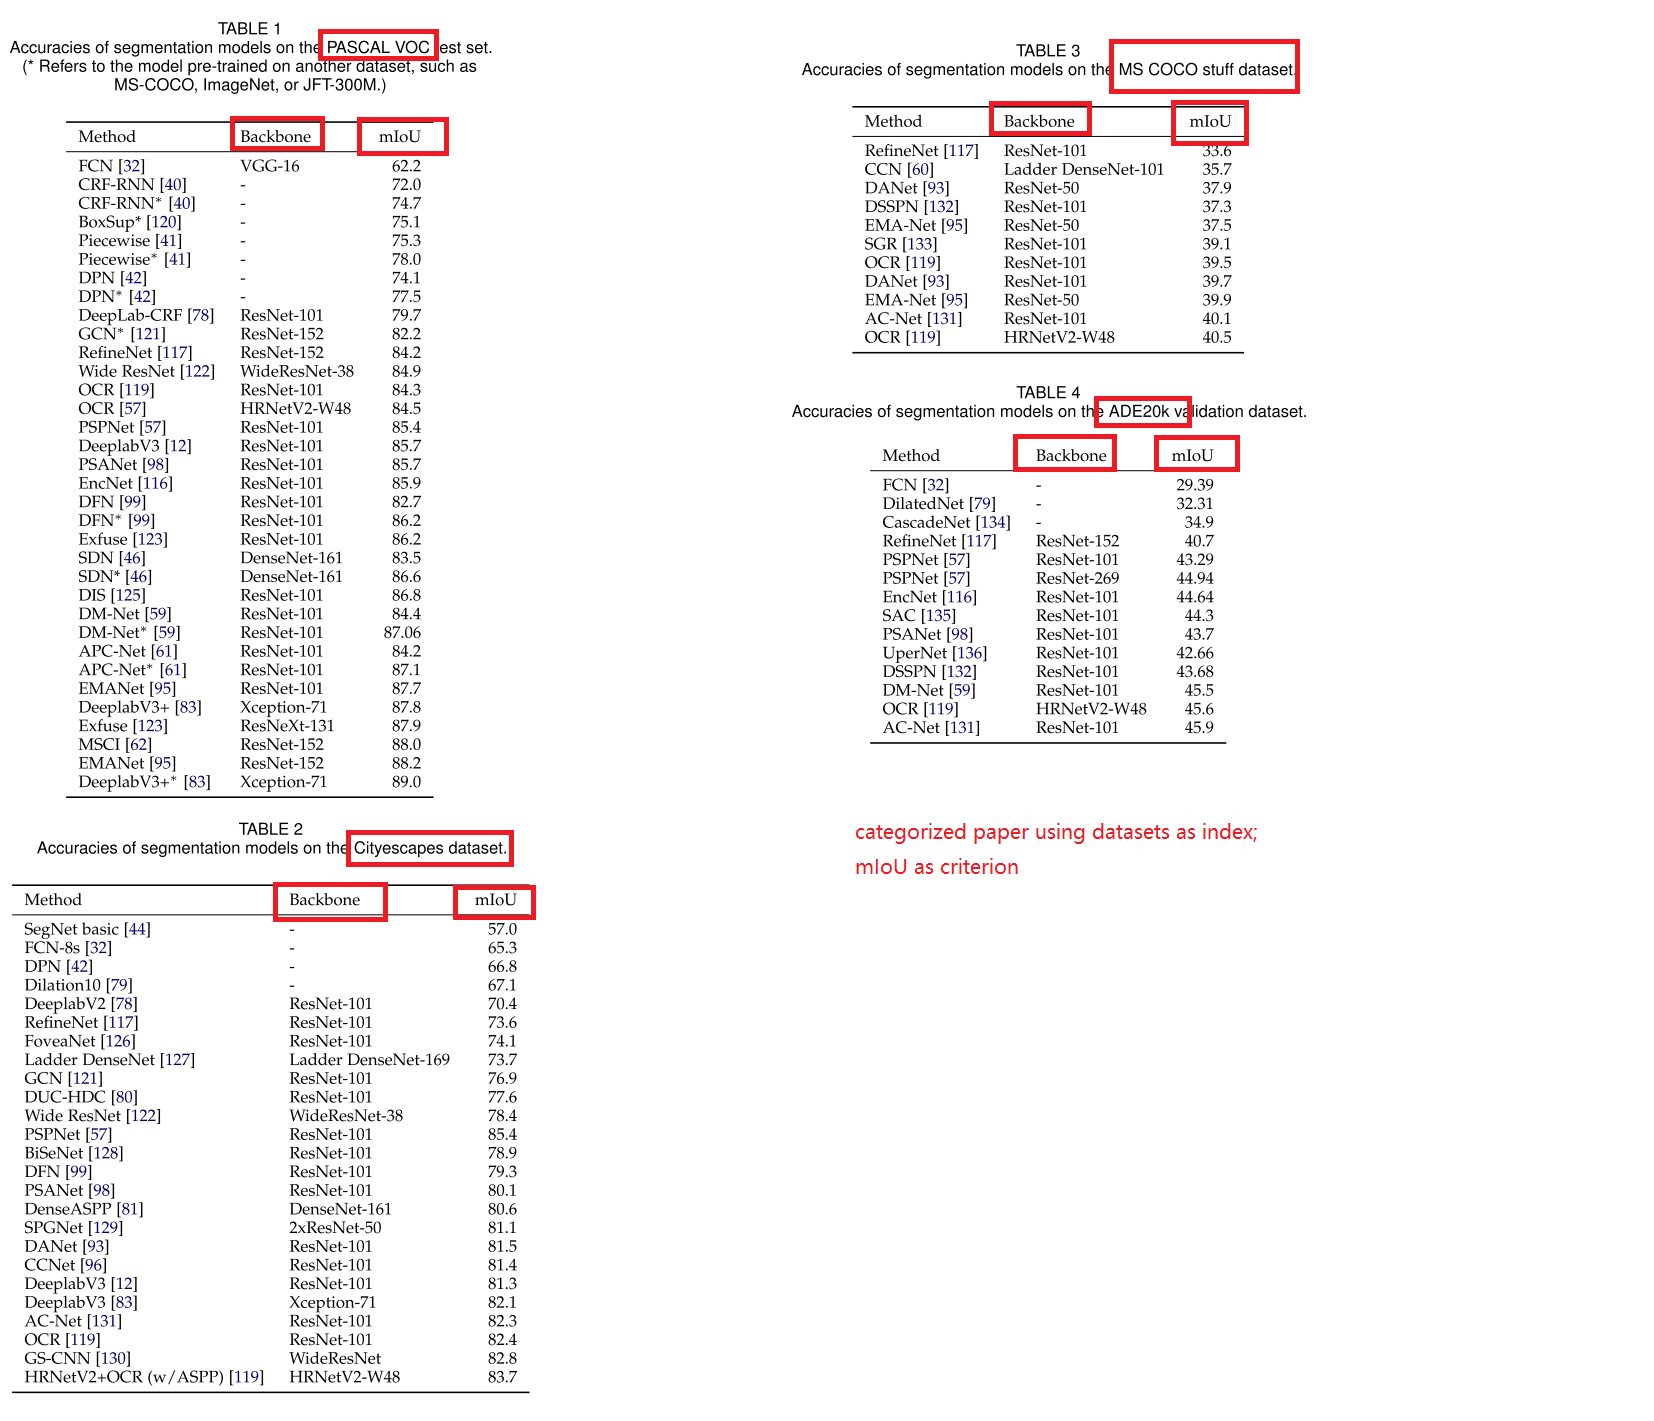 TABLE 1
Accuracies of segmentation models on the PASCAL VOC est set.
(* Refers to the model pre-trained on another dataset, such as
MS-COCO, ImageNet, or JFT-300M.)
Method Backbone mIoU
FCN [32] VGG-16 62.2
CRF-RNN [40] - 72.0
CRF-RNN* [40] - 74.7
BoxSup* [120] - 75.1
Piecewise [41] - 75.3
Piecewise* [41] - 78.0
DPN [42] - 74.1
DPN* [42] - 77.5
DeepLab-CRF [78] ResNet-101 79.7
GCN* [121] ResNet-152 82.2
RefineNet [117] ResNet-152 84.2
Wide ResNet [122] WideResNet-38 84.9
OCR [119] ResNet-101 84.3
OCR [57] HRNetV2-W48 84.5
PSPNet [57] ResNet-101 85.4
DeeplabV3 [12] ResNet-101 85.7
PSANet [98] ResNet-101 85.7
EncNet [116] ResNet-101 85.9
DFN [99] ResNet-101 82.7
DFN* [99] ResNet-101 86.2
Exfuse [123] ResNet-101 86.2
SDN [46] DenseNet-161 83.5
SDN* [46] DenseNet-161 86.6
DIS [125] ResNet-101 86.8
DM-Net [59] ResNet-101 84.4
DM-Net* [59] ResNet-101 87.06
APC-Net [61] ResNet-101 84.2
APC-Net* [61] ResNet-101 87.1
EMANet [95] ResNet-101 87.7
DeeplabV3+ [83] Xception-71 87.8
Exfuse [123] ResNeXt-131 87.9
MSCI [62] ResNet-152 88.0
EMANet [95] ResNet-152 88.2
DeeplabV3+* [83] Xception-71 89.0
TABLE 2
Accuracies of segmentation models on the Cityescapes dataset.
Method Backbone mIoU
SegNet basic [44] - 57.0
FCN-8s [32] - 65.3
DPN [42] - 66.8
Dilation10 [79] - 67.1
DeeplabV2 [78] ResNet-101 70.4
RefineNet [117] ResNet-101 73.6
FoveaNet [126] ResNet-101 74.1
Ladder DenseNet [127] Ladder DenseNet-169 73.7
GCN [121] ResNet-101 76.9
DUC-HDC [80] ResNet-101 77.6
Wide ResNet [122] WideResNet-38 78.4
PSPNet [57] ResNet-101 85.4
BiSeNet [128] ResNet-101 78.9
DFN [99] ResNet-101 79.3
PSANet [98] ResNet-101 80.1
DenseASPP [81] DenseNet-161 80.6
SPGNet [129] 2xResNet-50 81.1
DANet [93] ResNet-101 81.5
CCNet [96] ResNet-101 81.4
DeeplabV3 [12] ResNet-101 81.3
DeeplabV3 [83] Xception-71 82.1
AC-Net [131] ResNet-101 82.3
OCR [119] ResNet-101 82.4
GS-CNN [130] WideResNet 82.8
HRNetV2+OCR (w/ASPP) [119] HRNetV2-W48 83.7
TABLE 3
Accuracies of segmentation models on the MS COCO stuff dataset.
Method Backbone mIoU
RefineNet [117] ResNet-101 33.6
CCN [60] Ladder DenseNet-101 35.7
DANet [93] ResNet-50 37.9
DSSPN [132] ResNet-101 37.3
EMA-Net [95] ResNet-50 37.5
SGR [133] ResNet-101 39.1
OCR [119] ResNet-101 39.5
DANet [93] ResNet-101 39.7
EMA-Net [95] ResNet-50 39.9
AC-Net [131] ResNet-101 40.1
OCR [119] HRNetV2-W48 40.5
TABLE 4
Accuracies of segmentation models on the ADE20k validation dataset.
Method Backbone mIoU
FCN [32] - 29.39
DilatedNet [79] - 32.31
CascadeNet [134] - 34.9
RefineNet [117] ResNet-152 40.7
PSPNet [57] ResNet-101 43.29
PSPNet [57] ResNet-269 44.94
EncNet [116] ResNet-101 44.64
SAC [135] ResNet-101 44.3
PSANet [98] ResNet-101 43.7
UperNet [136] ResNet-101 42.66
DSSPN [132] ResNet-101 43.68
DM-Net [59] ResNet-101 45.5
OCR [119] HRNetV2-W48 45.6
AC-Net [131] ResNet-101 45.9
categorized paper using datasets as index;
mIoU as criterion